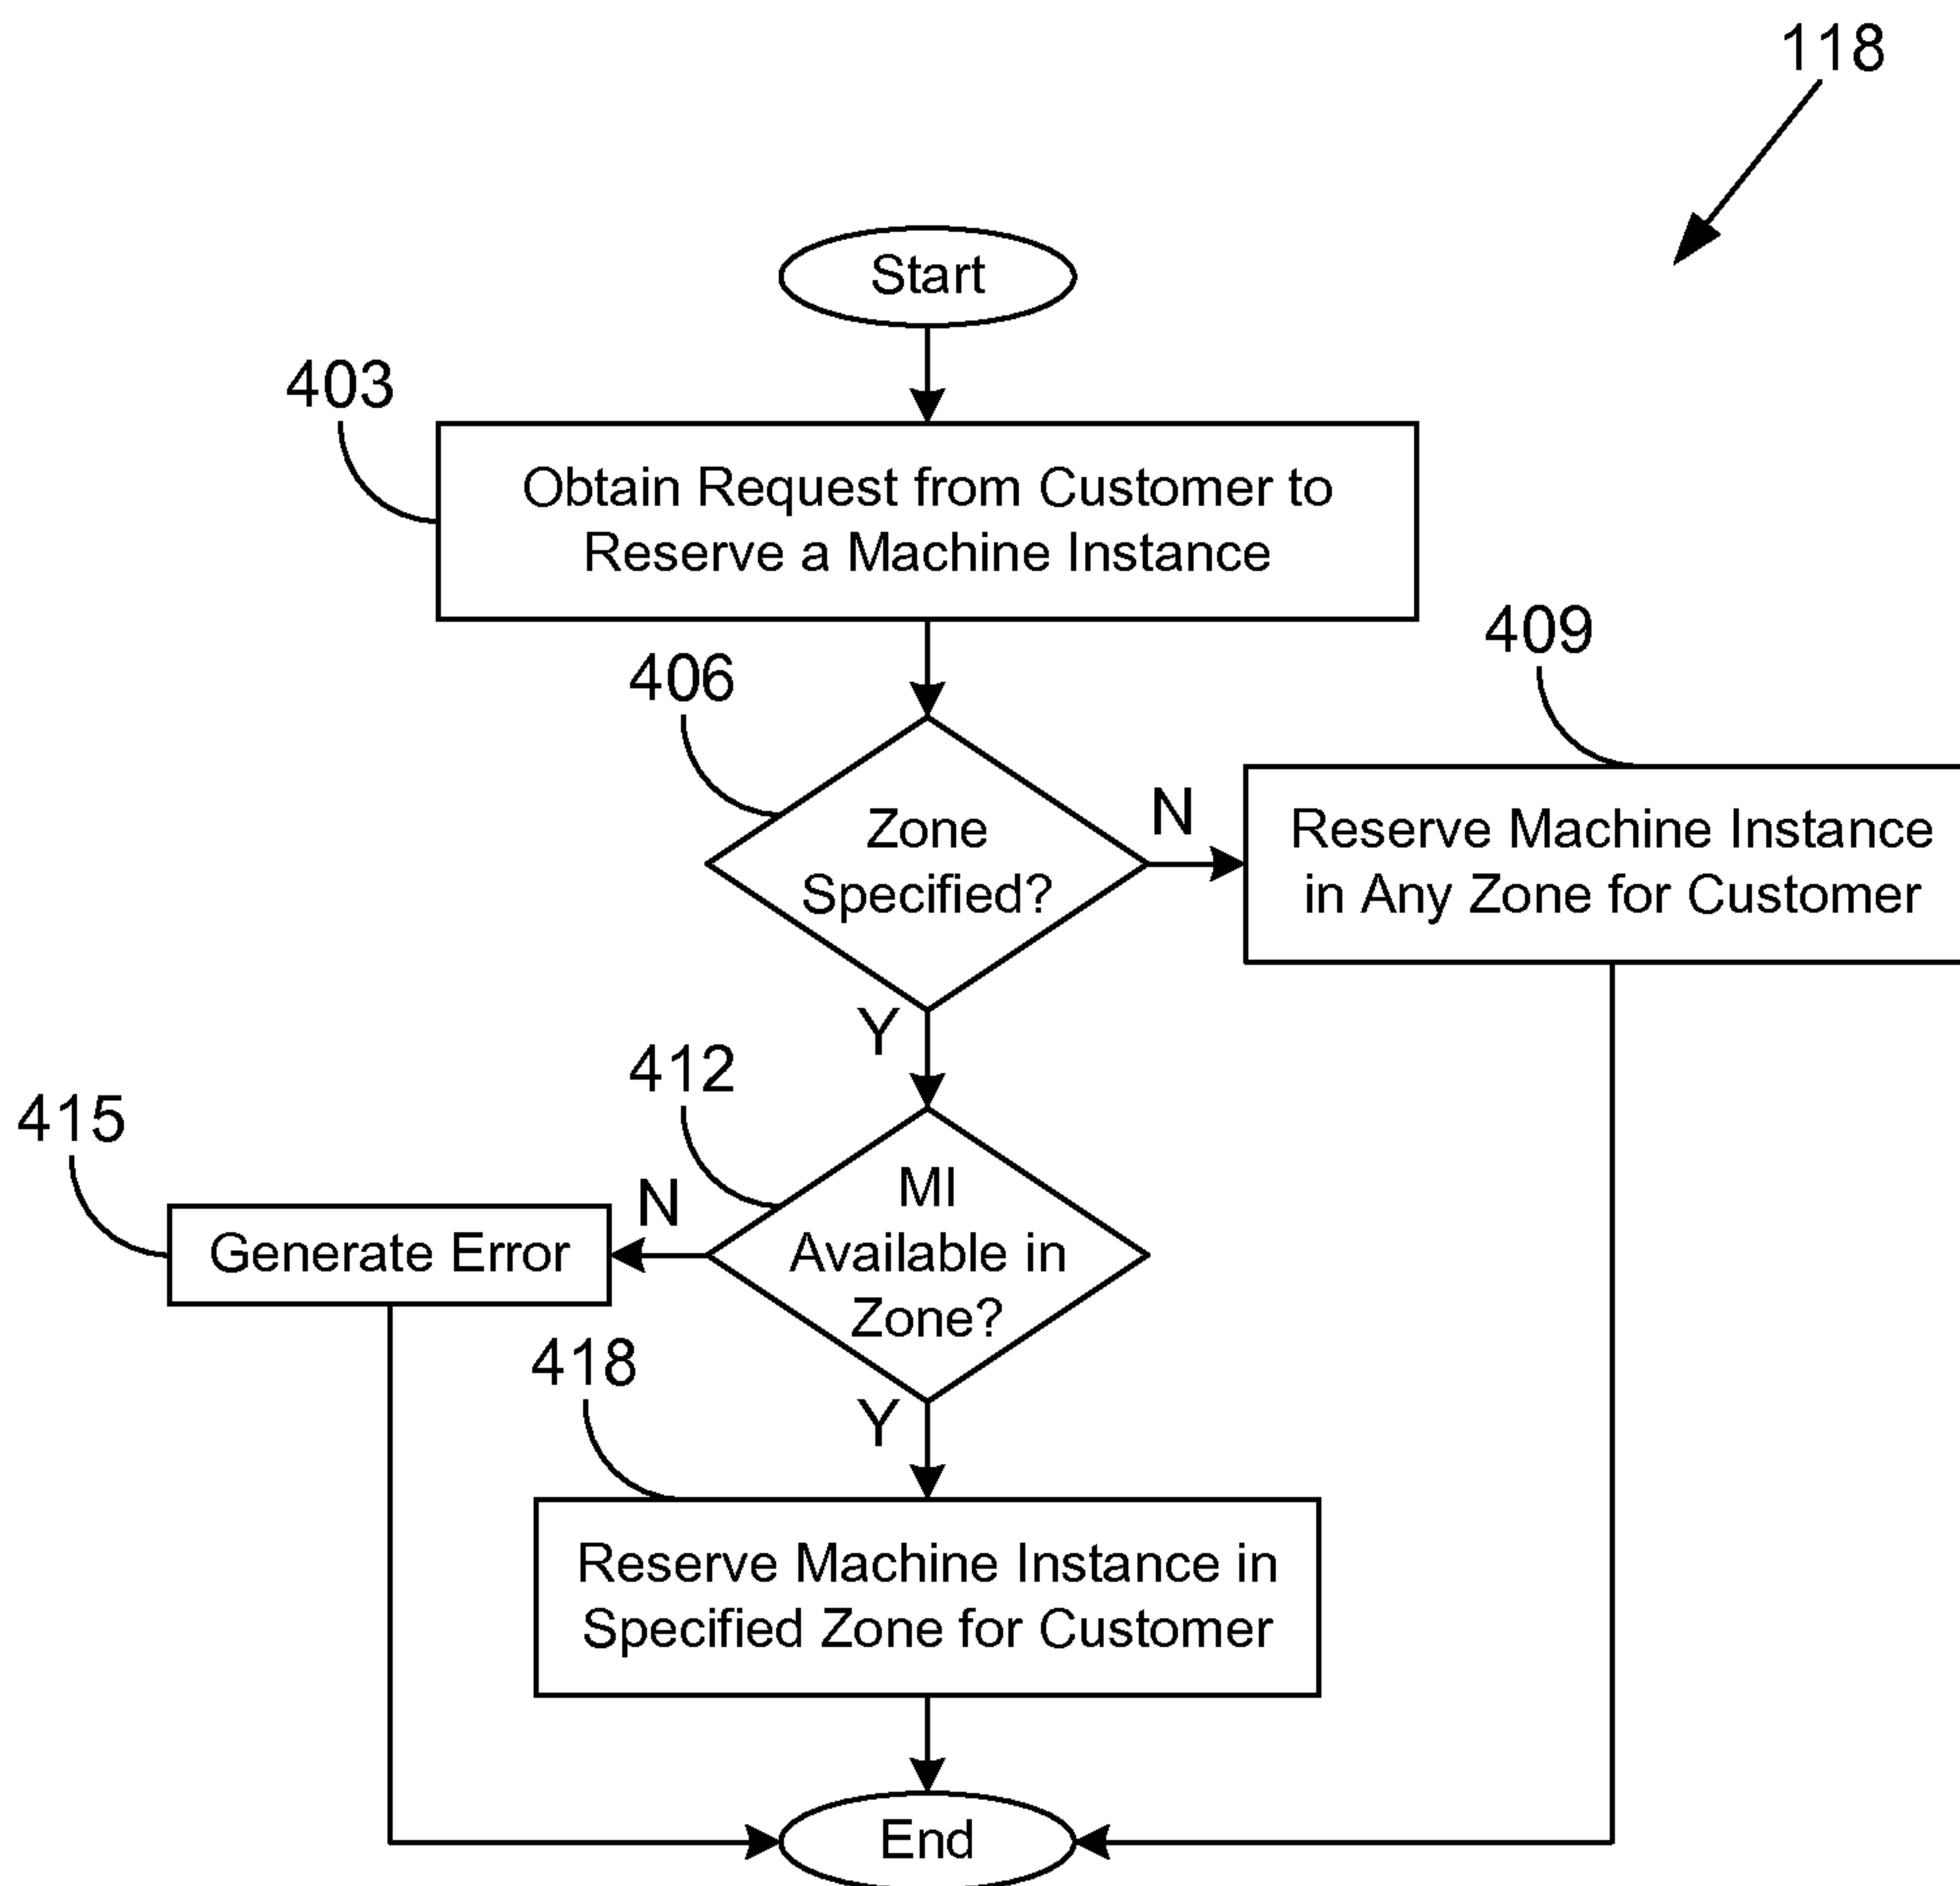 118
Start
403
Obtain Request from Customer to
Reserve a Machine Instance
406
409
Zone
Specified?
N
Reserve Machine Instance
in Any Zone for Customer
Y
412
415
MI
Available in
Zone?
N
Generate Error
418
Y
Reserve Machine Instance in
Specified Zone for Customer
End